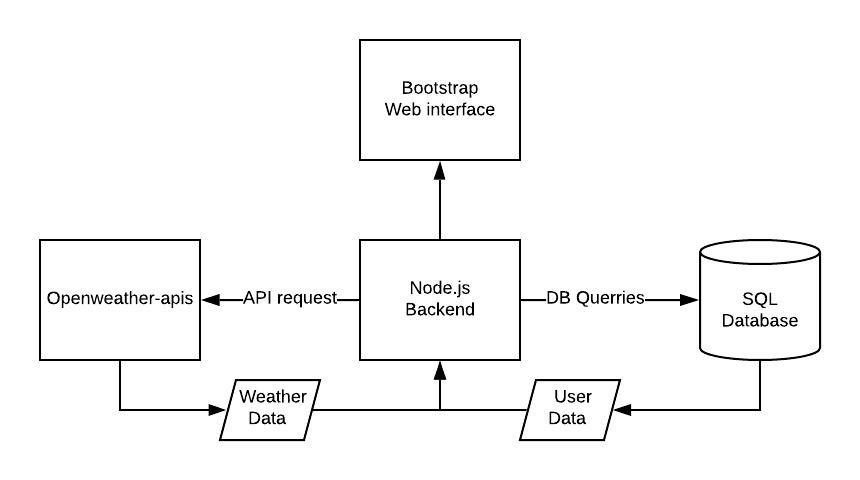 Bootstrap
Web interface
Openweather-apis
API request
Node.js
Backend
DB Querries
SQL
Database
Weather
Data
User
Data